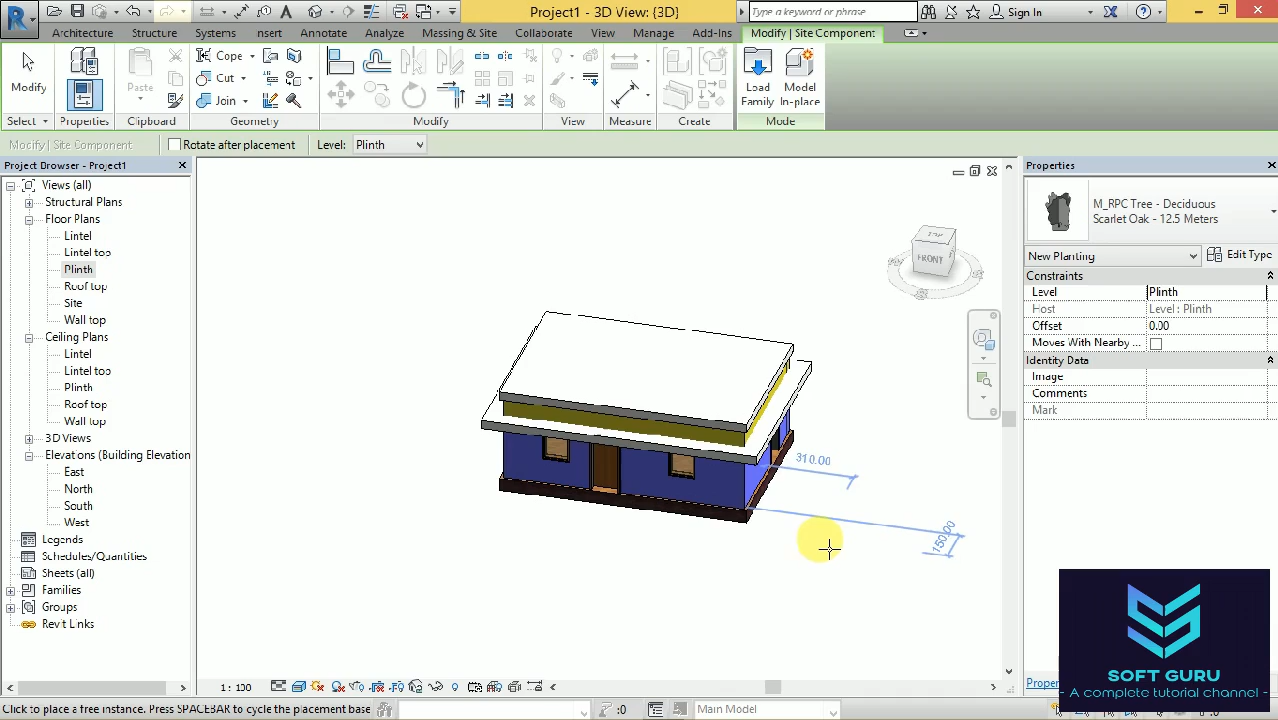 Project1 - 3D View: {3D}
Type a keyword or phrase
Sign In
Architecture
Structure
Systems
Insert
Annotate
Analyze
Massing & Site
Collaborate
View
Manage
Add-Ins
Modify | Site Component
Modify
Properties
Paste
Cope
Cut
Join
Load
Family
Model
In-place
Select
Properties
Clipboard
Geometry
Modify
View
Measure
Create
Mode
Modify | Site Component
Rotate after placement
Level:
Plinth
Project Browser - Project1
Views (all)
Structural Plans
Floor Plans
Lintel
Lintel top
Plinth
Roof top
Site
Wall top
Ceiling Plans
Lintel
Lintel top
Plinth
Roof top
Wall top
3D Views
Elevations (Building Elevation
East
North
South
West
Legends
Schedules/Quantities
Sheets (all)
Families
Groups
Revit Links
TOP
FRONT
310.00
150.00
1 : 100
Properties
M_RPC Tree - Deciduous
Scarlet Oak - 12.5 Meters
New Planting
Edit Type
Constraints
Level
Plinth
Host
Level : Plinth
Offset
0.00
Moves With Nearby ...
Identity Data
Image
Comments
Mark
Proper
SOFT GURU
- A complete tutorial channel -
Click to place a free instance. Press SPACEBAR to cycle the placement base
:0
Main Model
:0